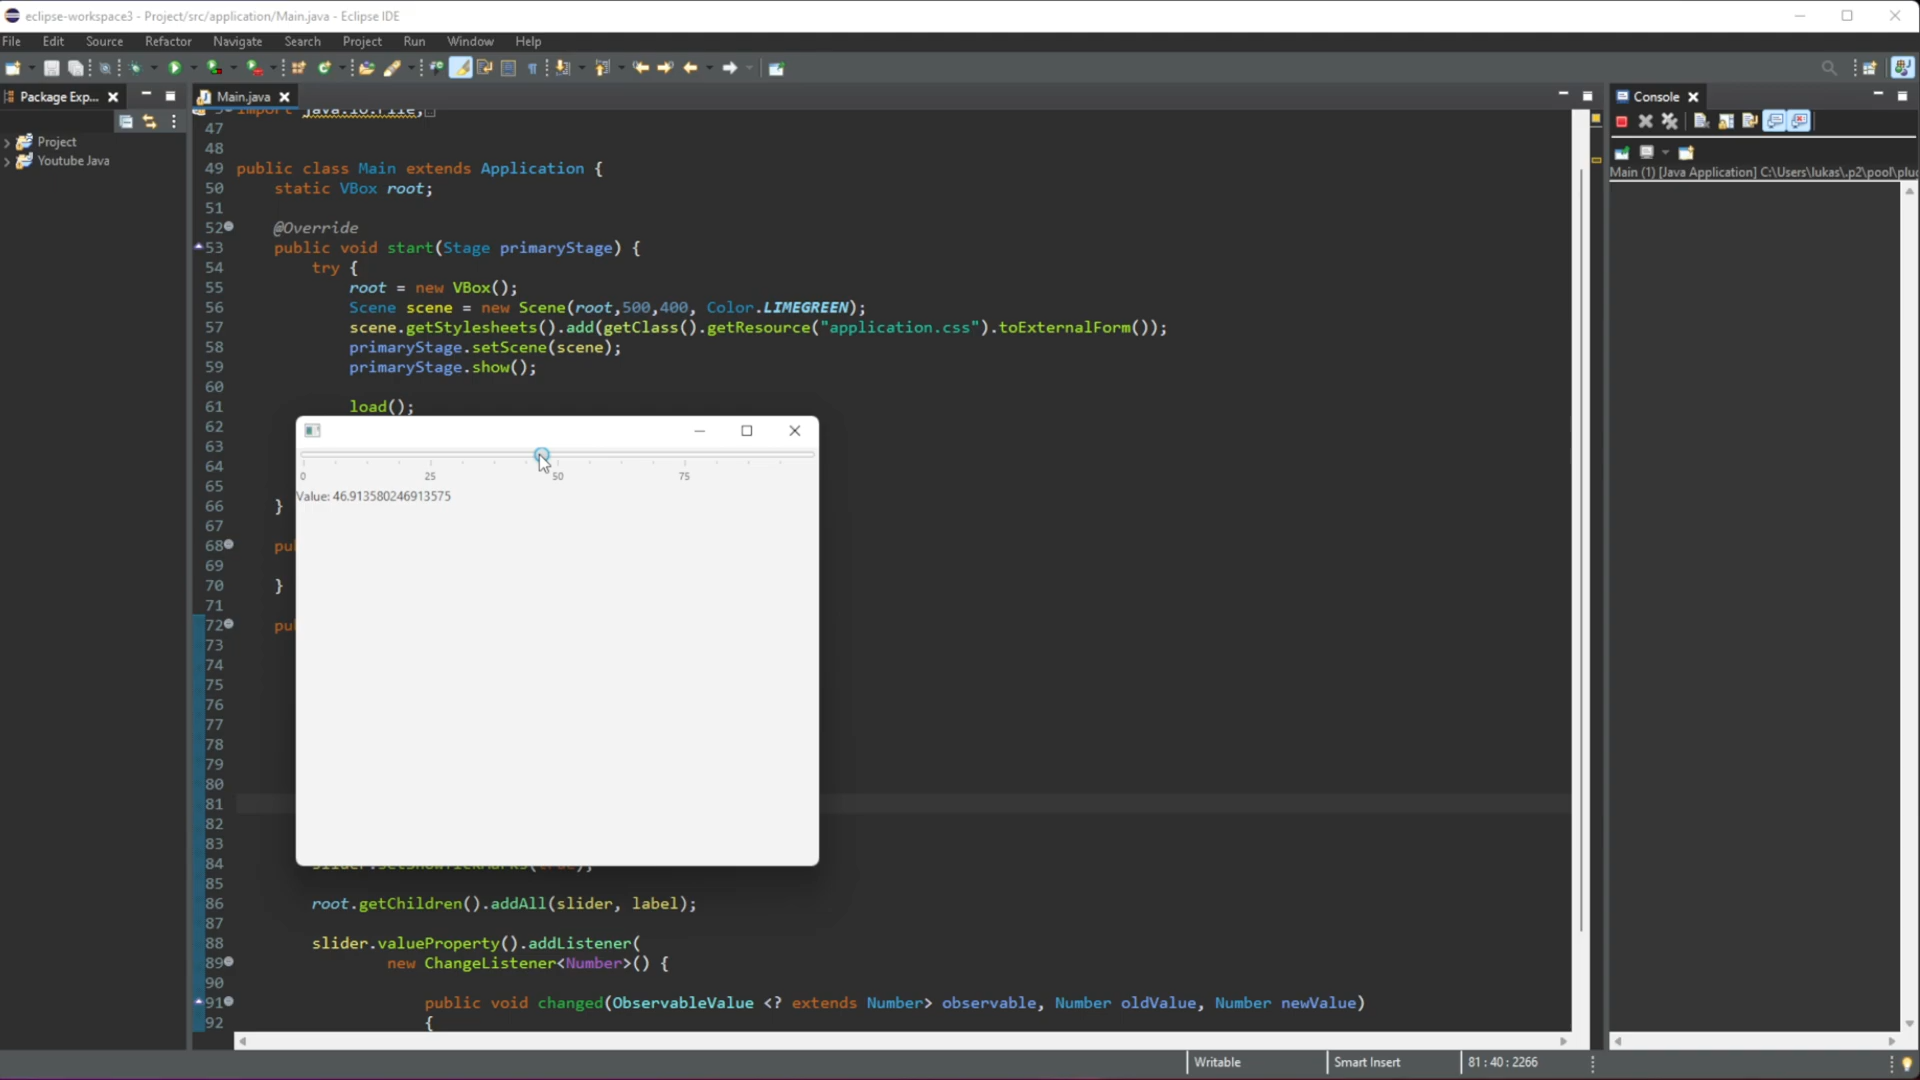 eclipse-workspace3 - Project/src/application/Main.java - Eclipse IDE
File Edit Source Refactor Navigate Search Project Run Window Help
Package Exp...
Project
Youtube Java
Main.java
import java.io.File;
47
48
49 public class Main extends Application {
50 static VBox root;
51
52 @Override
53 public void start(Stage primaryStage) {
54 try {
55 root = new VBox();
56 Scene scene = new Scene(root,500,400, Color.LIMEGREEN);
57 scene.getStylesheets().add(getClass().getResource("application.css").toExternalForm());
58 primaryStage.setScene(scene);
59 primaryStage.show();
60
61 load();
62
63
64
65
66 }
67
68 pu
69
70 }
71
72 pu
73
74
75
76
77
78
79
80
81
82
83
84 slider.setShowTickMarks(true);
85
86 root.getChildren().addAll(slider, label);
87
88 slider.valueProperty().addListener(
89 new ChangeListener<Number>() {
90
91 public void changed(ObservableValue <? extends Number> observable, Number oldValue, Number newValue)
92 {
0 25 50 75
Value: 46.913580246913575
Console
Main (1) [Java Application] C:\Users\lukas\.p2\pool\plu
Writable Smart Insert 81 : 40 : 2266